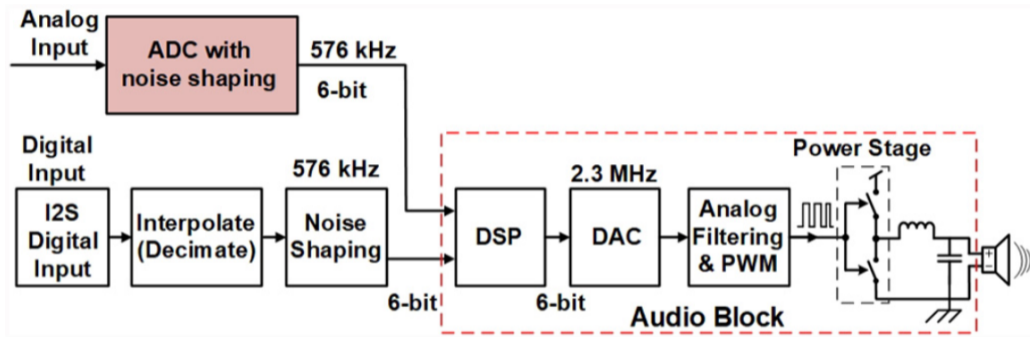 Analog
Input
ADC with
noise shaping
576 kHz
6-bit
Digital
Input
I2S
Digital
Input
Interpolate
(Decimate)
576 kHz
Noise
Shaping
6-bit
DSP
6-bit
2.3 MHz
DAC
Analog
Filtering
& PWM
Power Stage
+
−
Audio Block